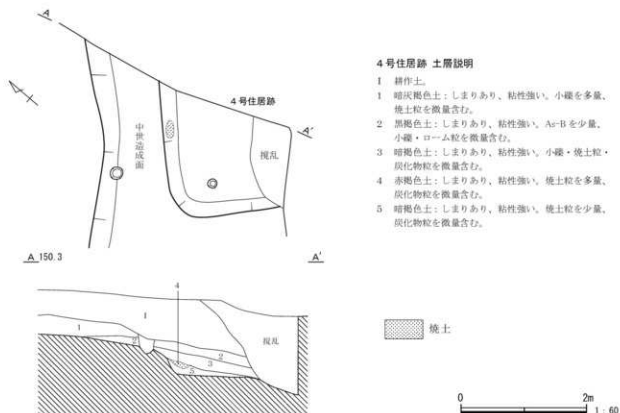 A
4号住居跡
中世造成面
攪乱
A'
A 150.3
A'
4
I
1
2
2
3
5
攪乱
4号住居跡 土層説明
I 耕作土。
1 暗灰褐色土：しまりあり、粘性強い。小礫を多量、
焼土粒を微量含む。
2 黒褐色土：しまりあり、粘性強い。As-Bを少量、
小礫・ローム粒を微量含む。
3 暗褐色土：しまりあり、粘性強い。小礫・焼土粒・
炭化物粒を微量含む。
4 赤褐色土：しまりあり、粘性強い。焼土粒を多量、
炭化物粒を微量含む。
5 暗褐色土：しまりあり、粘性強い。焼土粒を少量、
炭化物粒を微量含む。
焼土
0 2m
1：60